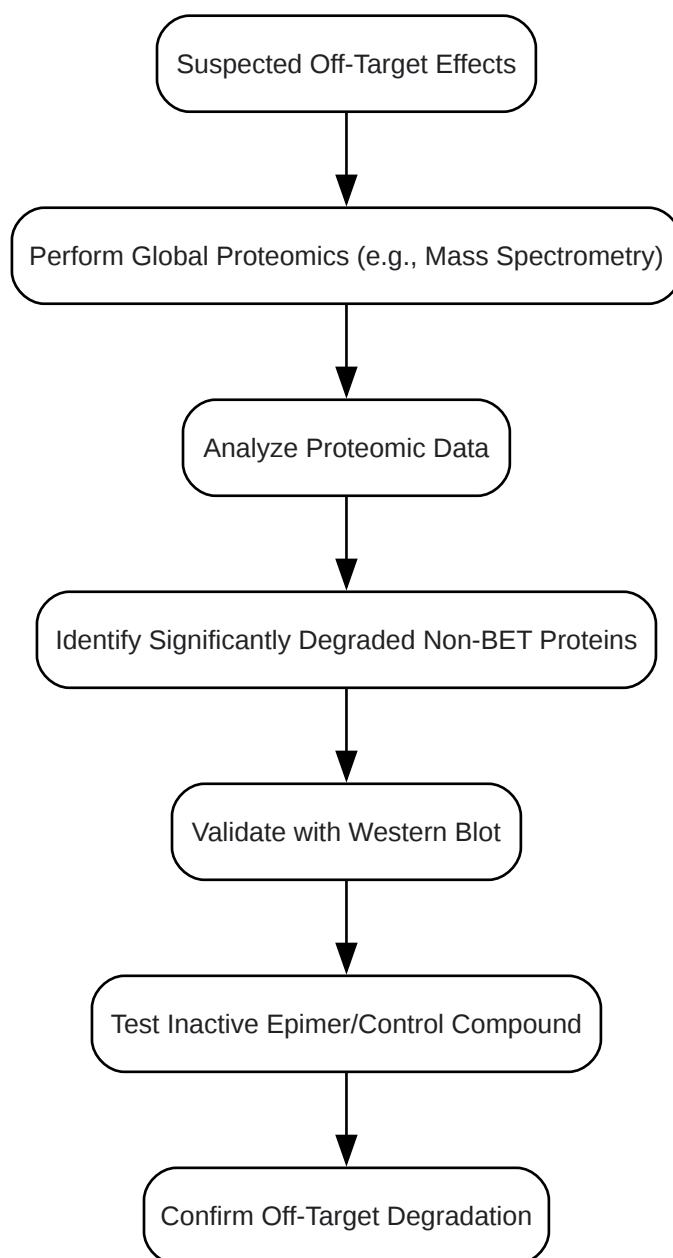 Suspected Off-Target Effects
Perform Global Proteomics (e.g., Mass Spectrometry)
Analyze Proteomic Data
Identify Significantly Degraded Non-BET Proteins
Validate with Western Blot
Test Inactive Epimer/Control Compound
Confirm Off-Target Degradation